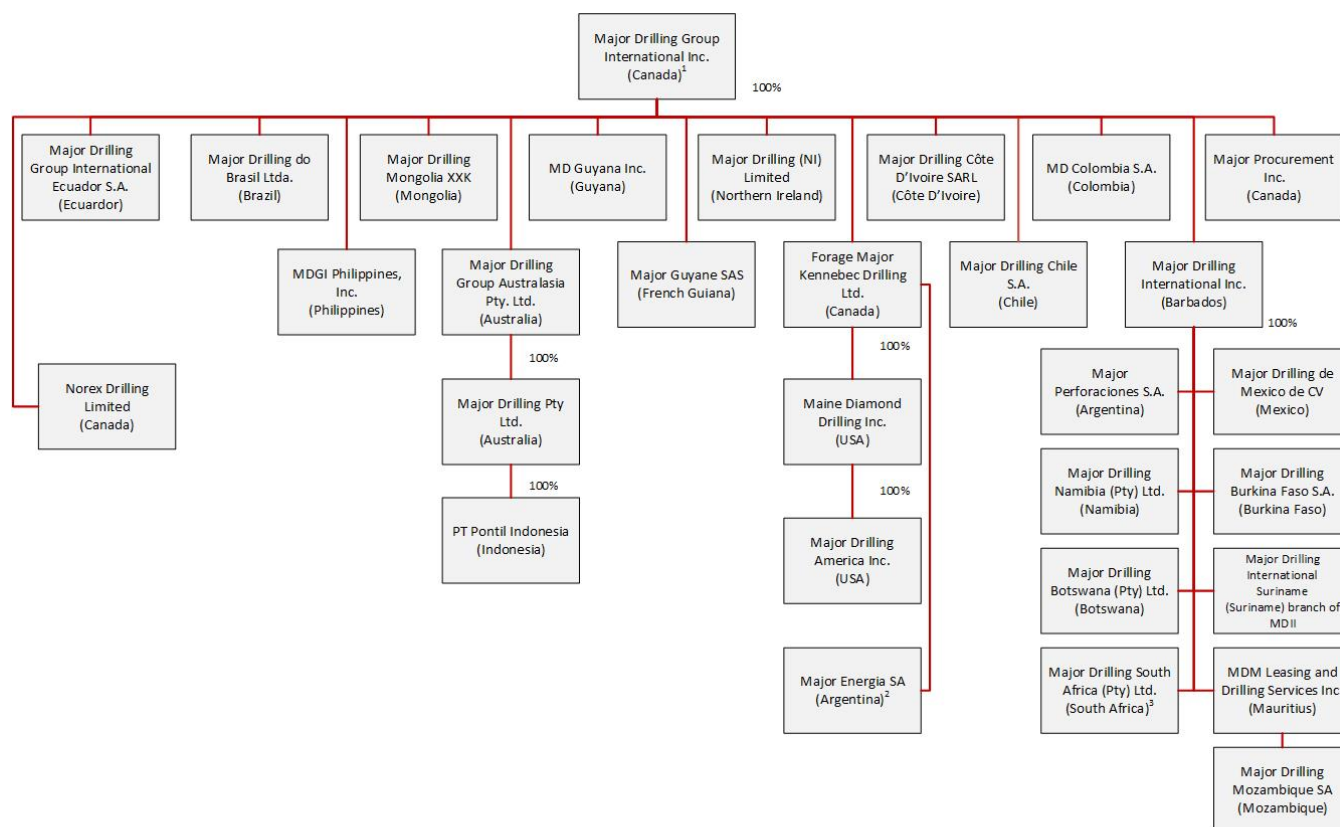 Major Drilling Group
International Inc.
(Canada)1
100%
Major Drilling
Group International
Ecuador S.A.
(Ecuardor)
Major Drilling do
Brasil Ltda.
(Brazil)
Major Drilling
Mongolia XXK
(Mongolia)
MD Guyana Inc.
(Guyana)
Major Drilling (NI)
Limited
(Northern Ireland)
Major Drilling Côte
D'Ivoire SARL
(Côte D'Ivoire)
MD Colombia S.A.
(Colombia)
Major Procurement
Inc.
(Canada)
MDGI Philippines,
Inc.
(Philippines)
Major Drilling
Group Australasia
Pty. Ltd.
(Australia)
Major Guyane SAS
(French Guiana)
Forage Major
Kennebec Drilling
Ltd.
(Canada)
Major Drilling Chile
S.A.
(Chile)
Major Drilling
International Inc.
(Barbados)
100%
100%
100%
Norex Drilling
Limited
(Canada)
Major Drilling Pty
Ltd.
(Australia)
Maine Diamond
Drilling Inc.
(USA)
Major
Perforaciones S.A.
(Argentina)
Major Drilling de
Mexico de CV
(Mexico)
100%
100%
PT Pontil Indonesia
(Indonesia)
Major Drilling
America Inc.
(USA)
Major Drilling
Namibia (Pty) Ltd.
(Namibia)
Major Drilling
Burkina Faso S.A.
(Burkina Faso)
Major Drilling
Botswana (Pty) Ltd.
(Botswana)
Major Drilling
International
Suriname
(Suriname) branch of
MDII
Major Energia SA
(Argentina)2
Major Drilling South
Africa (Pty) Ltd.
(South Africa)3
MDM Leasing and
Drilling Services Inc
(Mauritius)
Major Drilling
Mozambique SA
(Mozambique)